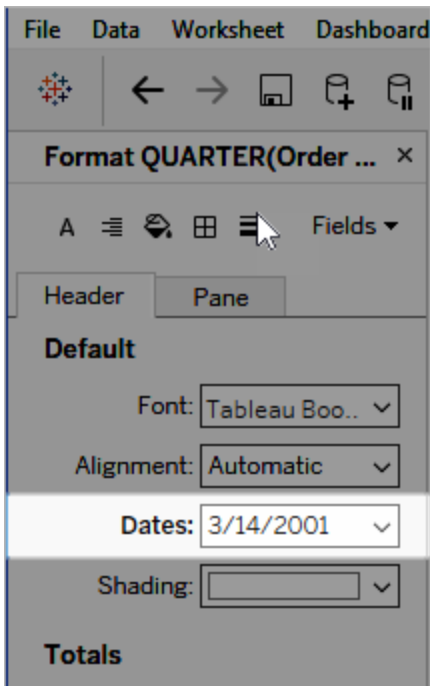 File Data Worksheet Dashboard
Format QUARTER(Order ... ×
A Fields
Header Pane
Default
Font: Tableau Boo..
Alignment: Automatic
Dates: 3/14/2001
Shading:
Totals